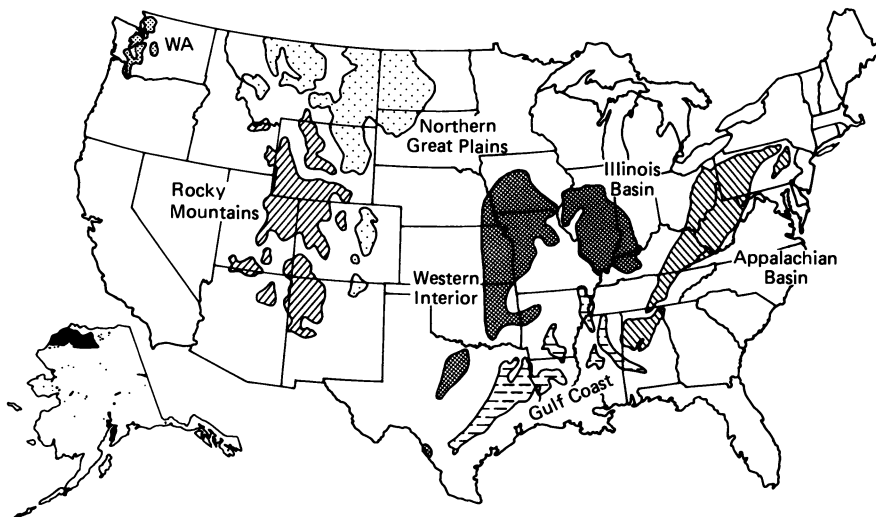 WA
Northern
Great Plains
Rocky
Mountains
Illinois
Basin
Western
Interior
Appalachian
Basin
Gulf Coast